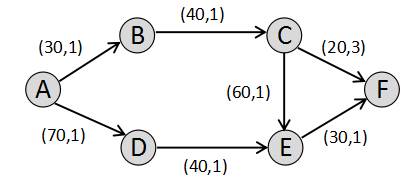 (40,1)
B
C
(30,1)
(20,3)
A
(60,1)
F
(70,1)
(30,1)
D
E
(40,1)